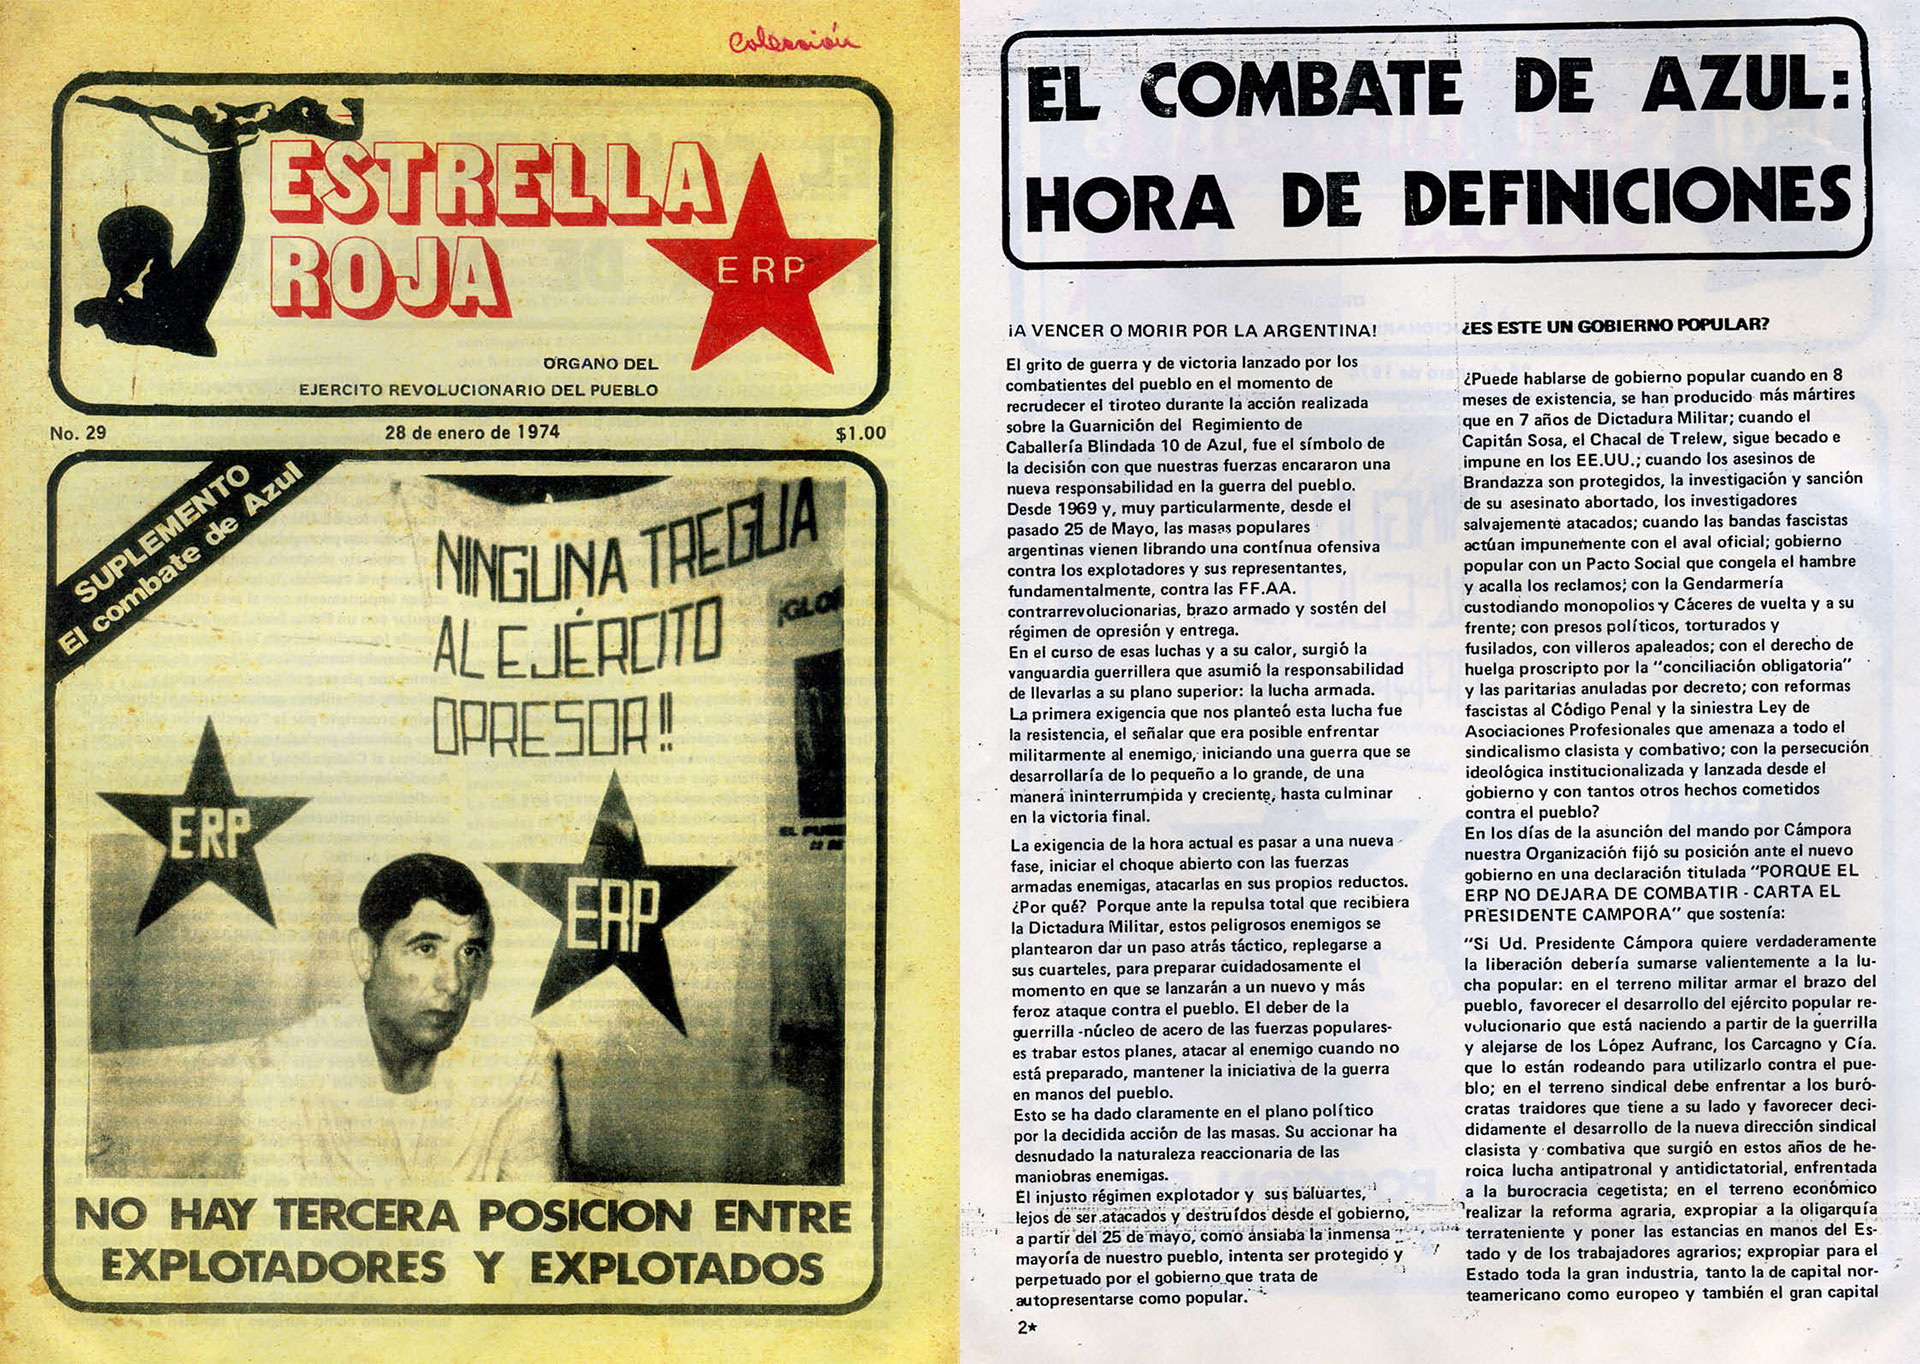 Colección
ESTRELLA
ROJA
ERP
ORGANO DEL
EJERCITO REVOLUCIONARIO DEL PUEBLO
No. 29 28 de enero de 1974 $1.00
SUPLEMENTO
El combate de Azul
NINGUNA TREGUA
AL EJÉRCITO
OPRESOR!!
¡GLOR
ERP
ERP
NO HAY TERCERA POSICION ENTRE
EXPLOTADORES Y EXPLOTADOS
EL COMBATE DE AZUL:
HORA DE DEFINICIONES
¡A VENCER O MORIR POR LA ARGENTINA!
El grito de guerra y de victoria lanzado por los
combatientes del pueblo en el momento de
recrudecer el tiroteo durante la acción realizada
sobre la Guarnición del Regimiento de
Caballería Blindada 10 de Azul, fue el símbolo de
la decisión con que nuestras fuerzas encararon una
nueva responsabilidad en la guerra del pueblo.
Desde 1969 y, muy particularmente, desde el
pasado 25 de Mayo, las masas populares
argentinas vienen librando una contínua ofensiva
contra los explotadores y sus representantes,
fundamentalmente, contra las FF.AA.
contrarrevolucionarias, brazo armado y sostén del
régimen de opresión y entrega.
En el curso de esas luchas y a su calor, surgió la
vanguardia guerrillera que asumió la responsabilidad
de llevarlas a su plano superior: la lucha armada.
La primera exigencia que nos planteó esta lucha fue
la resistencia, el señalar que era posible enfrentar
militarmente al enemigo, iniciando una guerra que se
desarrollaría de lo pequeño a lo grande, de una
manera ininterrumpida y creciente, hasta culminar
en la victoria final.
La exigencia de la hora actual es pasar a una nueva
fase, iniciar el choque abierto con las fuerzas
armadas enemigas, atacarlas en sus propios reductos.
¿Por qué? Porque ante la repulsa total que recibiera
la Dictadura Militar, estos peligrosos enemigos se
plantearon dar un paso atrás táctico, replegarse a
sus cuarteles, para preparar cuidadosamente el
momento en que se lanzarán a un nuevo y más
feroz ataque contra el pueblo. El deber de la
guerrilla -núcleo de acero de las fuerzas populares-
es trabar estos planes, atacar al enemigo cuando no
está preparado, mantener la iniciativa de la guerra
en manos del pueblo.
Esto se ha dado claramente en el plano político
por la decidida acción de las masas. Su accionar ha
desnudado la naturaleza reaccionaria de las
maniobras enemigas.
El injusto régimen explotador y sus baluartes,
lejos de ser atacados y destruídos desde el gobierno,
a partir del 25 de mayo, como ansiaba la inmensa
mayoría de nuestro pueblo, intenta ser protegido y
perpetuado por el gobierno que trata de
autopresentarse como popular.
2★
¿ES ESTE UN GOBIERNO POPULAR?
¿Puede hablarse de gobierno popular cuando en 8
meses de existencia, se han producido más mártires
que en 7 años de Dictadura Militar; cuando el
Capitán Sosa, el Chacal de Trelew, sigue becado e
impune en los EE.UU.; cuando los asesinos de
Brandazza son protegidos, la investigación y sanción
de su asesinato abortado, los investigadores
salvajemente atacados; cuando las bandas fascistas
actúan impunemente con el aval oficial; gobierno
popular con un Pacto Social que congela el hambre
y acalla los reclamos; con la Gendarmería
custodiando monopolios y Cáceres de vuelta y a su
frente; con presos políticos, torturados y
fusilados, con villeros apaleados; con el derecho de
huelga proscripto por la "conciliación obligatoria"
y las paritarias anuladas por decreto; con reformas
fascistas al Código Penal y la siniestra Ley de
Asociaciones Profesionales que amenaza a todo el
sindicalismo clasista y combativo; con la persecución
ideológica institucionalizada y lanzada desde el
gobierno y con tantos otros hechos cometidos
contra el pueblo?
En los días de la asunción del mando por Cámpora
nuestra Organización fijó su posición ante el nuevo
gobierno en una declaración titulada "PORQUE EL
ERP NO DEJARA DE COMBATIR - CARTA EL
PRESIDENTE CAMPORA" que sostenía:
"Si Ud. Presidente Cámpora quiere verdaderamente
la liberación debería sumarse valientemente a la lu-
cha popular: en el terreno militar armar el brazo del
pueblo, favorecer el desarrollo del ejército popular re-
volucionario que está naciendo a partir de la guerrilla
y alejarse de los López Aufranc, los Carcagno y Cía.
que lo están rodeando para utilizarlo contra el pue-
blo; en el terreno sindical debe enfrentar a los buró-
cratas traidores que tiene a su lado y favorecer deci-
didamente el desarrollo de la nueva dirección sindical
clasista y combativa que surgió en estos años de he-
roica lucha antipatronal y antidictatorial, enfrentada
a la burocracia cegetista; en el terreno económico
realizar la reforma agraria, expropiar a la oligarquía
terrateniente y poner las estancias en manos del Es-
tado y de los trabajadores agrarios; expropiar para el
Estado toda la gran industria, tanto la de capital nor-
teamericano como europeo y también el gran capital